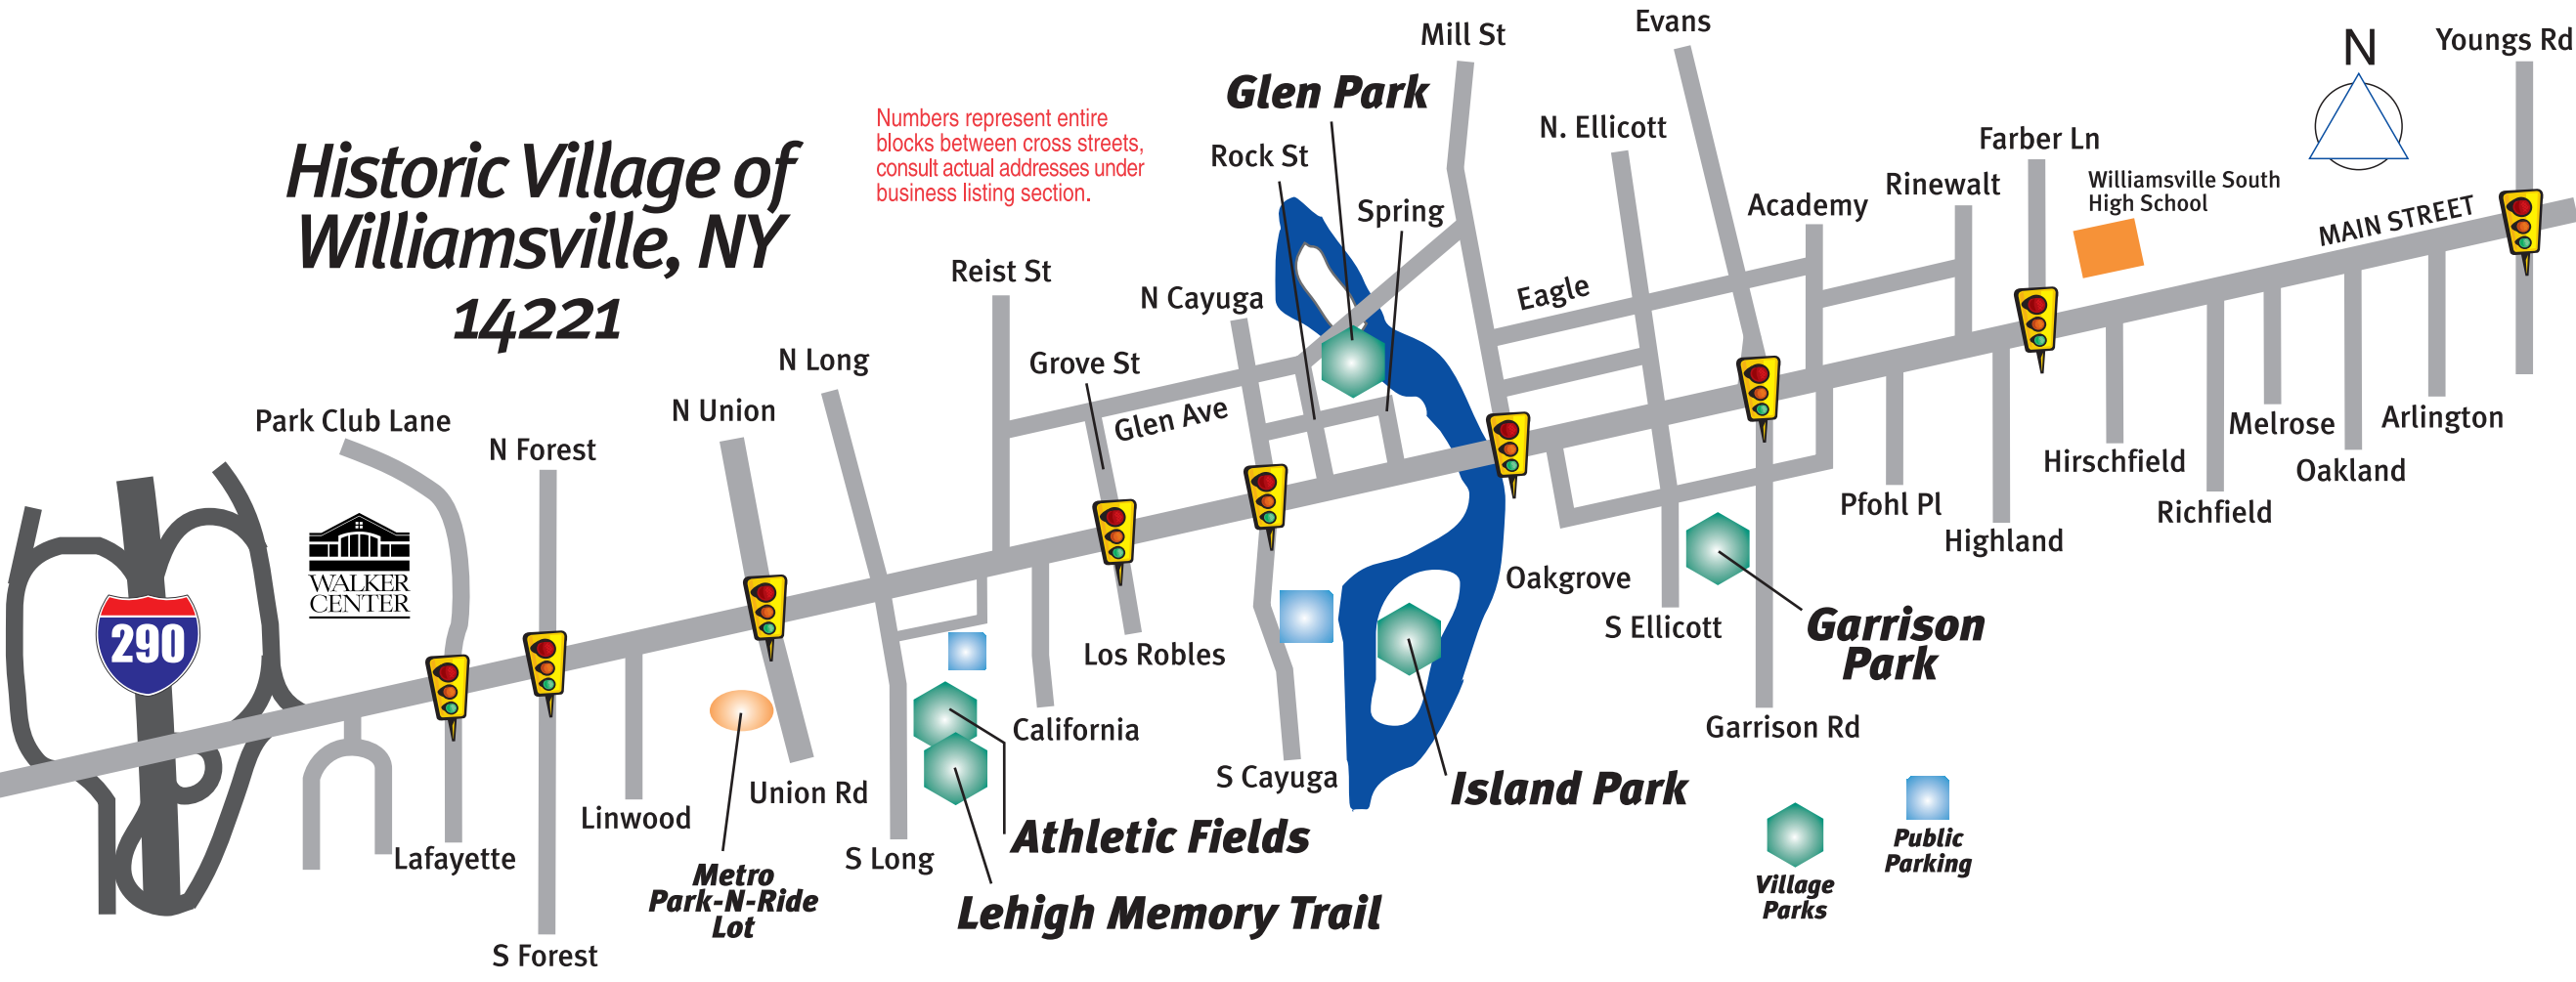 Historic Village of
Williamsville, NY
14221
Numbers represent entire
blocks between cross streets,
consult actual addresses under
business listing section.
Glen Park
Rock St
Spring
Mill St
Evans
N. Ellicott
Academy
Rinewalt
Farber Ln
Williamsville South
High School
N
Youngs Rd
MAIN STREET
Eagle
Reist St
N Cayuga
Grove St
Glen Ave
N Long
N Union
N Forest
Park Club Lane
WALKER
CENTER
290
Lafayette
S Forest
Linwood
Metro
Park-N-Ride
Lot
Union Rd
S Long
Athletic Fields
Lehigh Memory Trail
California
Los Robles
S Cayuga
Island Park
Oakgrove
S Ellicott
Garrison
Park
Garrison Rd
Pfohl Pl
Highland
Hirschfield
Richfield
Melrose
Oakland
Arlington
Village
Parks
Public
Parking